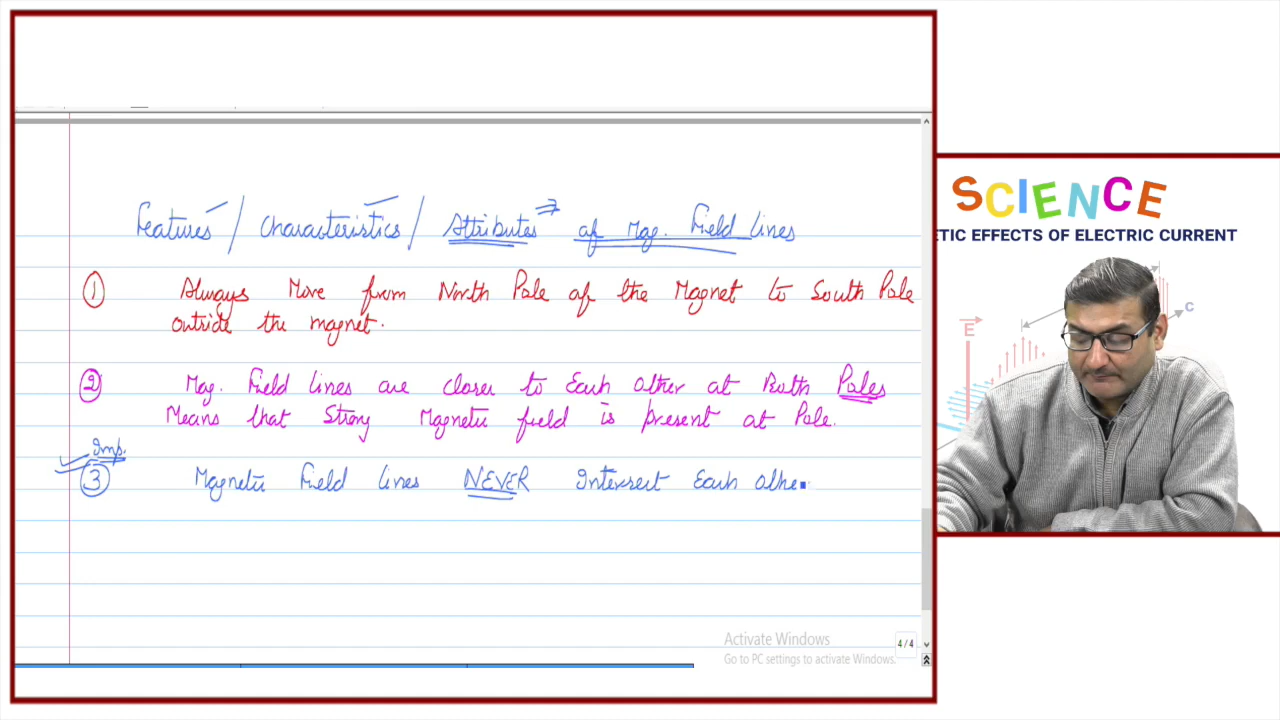 Features / Characteristics / Attributes ⇒ of Mag. Field Lines
① Always Move from North Pole of the Magnet to South Pole
outside the magnet.
② Mag. Field Lines are closer to Each other at Both Poles
Means that Strong Magnetic field is present at Pole.
Imp.
③ Magnetic Field Lines NEVER Intersect Each othe
SCIENCE
ETIC EFFECTS OF ELECTRIC CURRENT
E
C
Activate Windows
Go to PC settings to activate Windows.
4/4